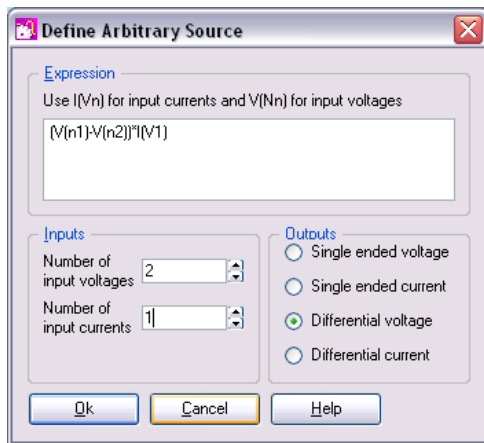 Define Arbitrary Source
Expression
Use I(Vn) for input currents and V(Nn) for input voltages
(V(n1)-V(n2))*I(V1)
Inputs
Number of
input voltages
2
Number of
input currents
1
Outputs
Single ended voltage
Single ended current
Differential voltage
Differential current
Ok
Cancel
Help